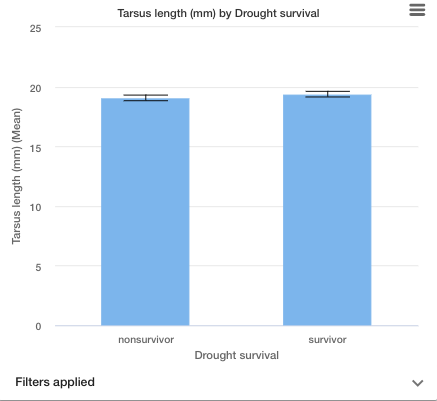 Tarsus length (mm) by Drought survival
25
20
15
10
5
0
Tarsus length (mm) (Mean)
nonsurvivor
survivor
Drought survival
Filters applied